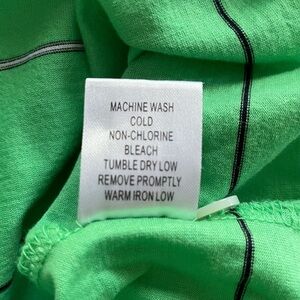 MACHINE WASH
COLD
NON-CHLORINE
BLEACH
TUMBLE DRY LOW
REMOVE PROMPTLY
WARM IRON LOW